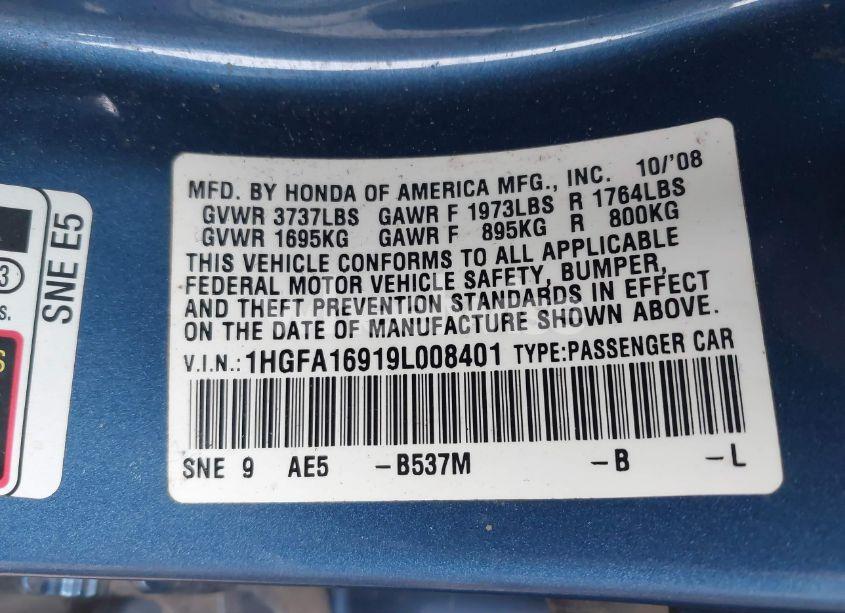 MFD. BY HONDA OF AMERICA MFG., INC. 10/'08
GVWR 3737LBS GAWR F 1973LBS R 1764LBS
GVWR 1695KG GAWR F 895KG R 800KG
THIS VEHICLE CONFORMS TO ALL APPLICABLE
FEDERAL MOTOR VEHICLE SAFETY, BUMPER,
AND THEFT PREVENTION STANDARDS IN EFFECT
ON THE DATE OF MANUFACTURE SHOWN ABOVE.
V.I.N.: 1HGFA16919L008401 TYPE:PASSENGER CAR
SNE 9 AE5 -B537M -B -L
SNE E5
3
s.
S